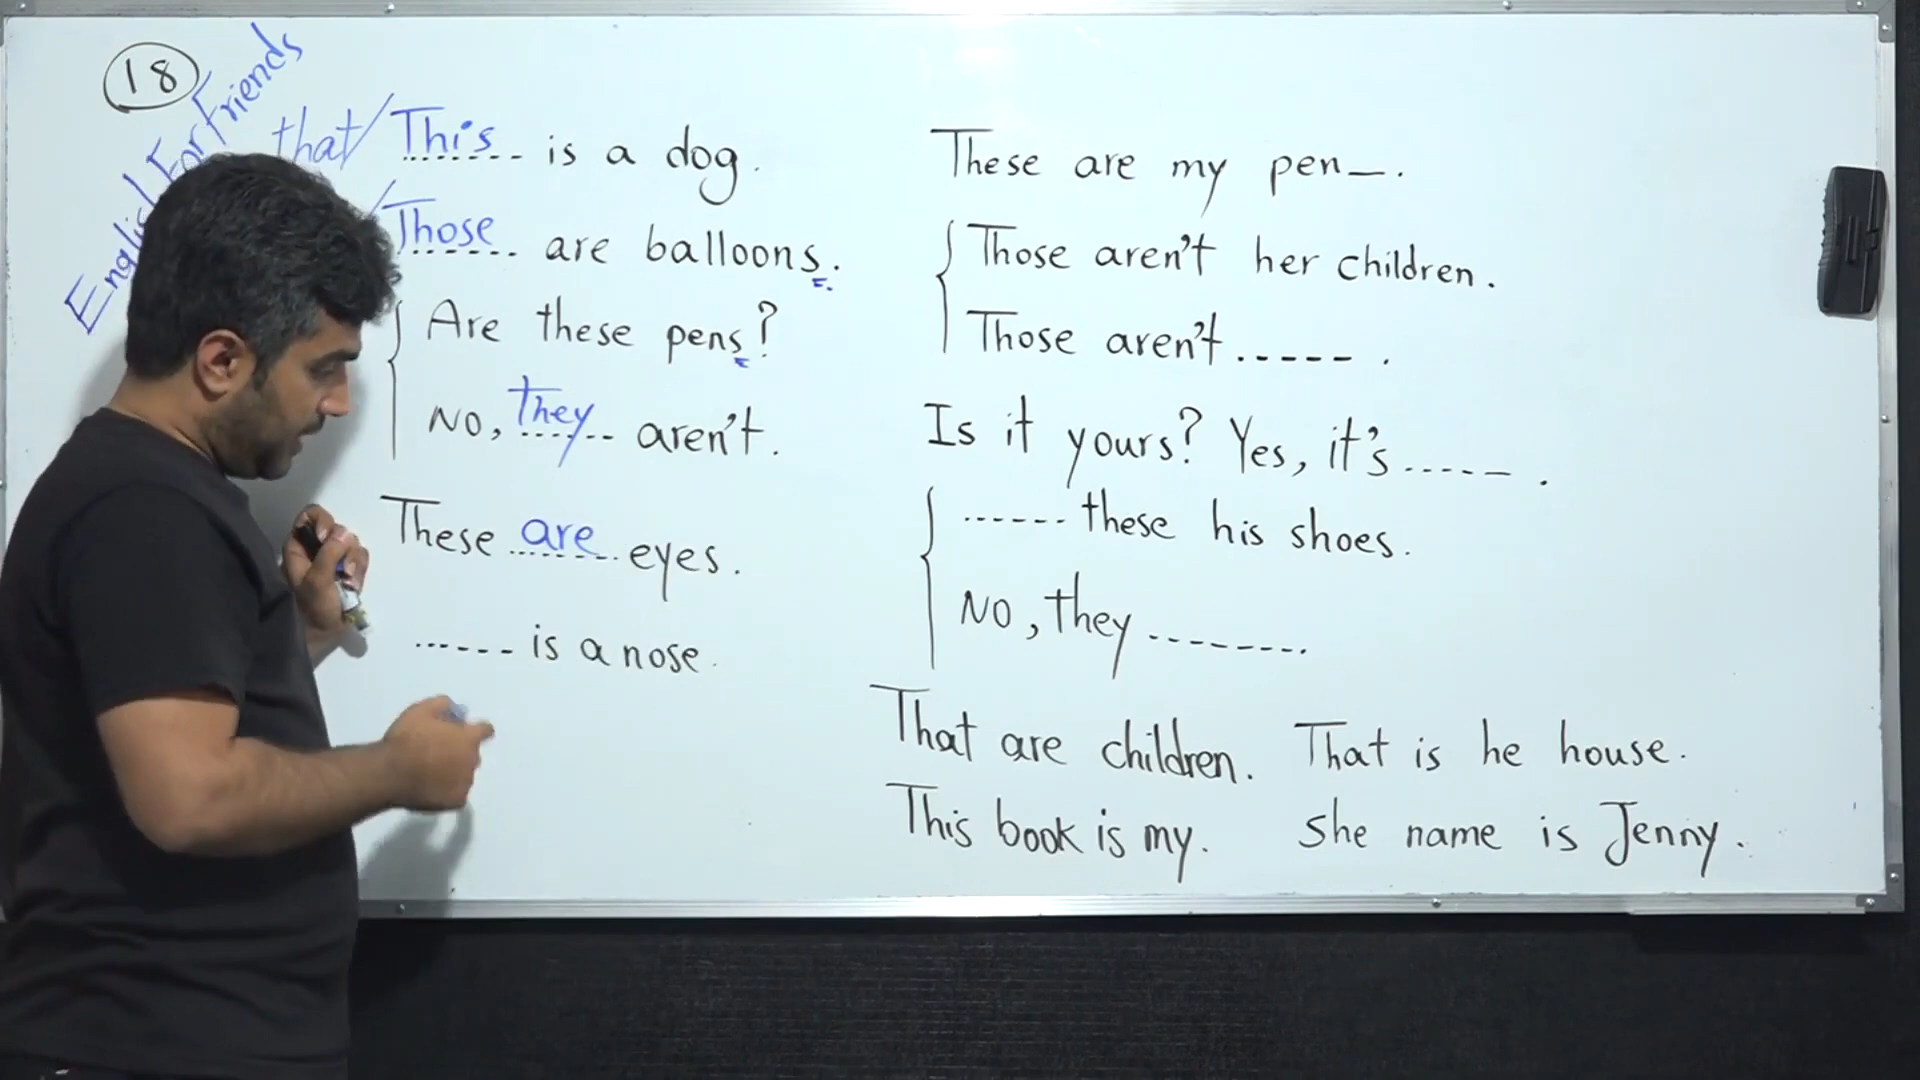 18
English For Friends
that/This is a dog.
/Those are balloons.
Are these pens?
No, they aren't.
These are eyes.
...... is a nose.
These are my pen_.
Those aren't her children.
Those aren't ----- .
Is it yours? Yes, it's ----- .
------ these his shoes.
No, they --------.
That are children. That is he house.
This book is my. She name is Jenny.